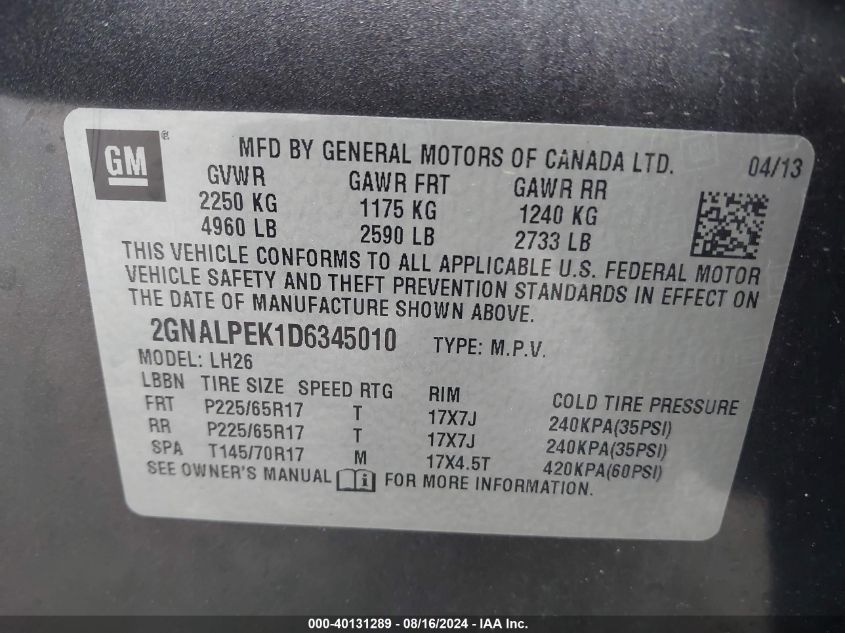 GM®
MFD BY GENERAL MOTORS OF CANADA LTD. 04/13
GVWR GAWR FRT GAWR RR
2250 KG 1175 KG 1240 KG
4960 LB 2590 LB 2733 LB
THIS VEHICLE CONFORMS TO ALL APPLICABLE U.S. FEDERAL MOTOR
VEHICLE SAFETY AND THEFT PREVENTION STANDARDS IN EFFECT ON
THE DATE OF MANUFACTURE SHOWN ABOVE.
2GNALPEK1D6345010 TYPE: M.P.V.
MODEL: LH26
LBBN TIRE SIZE SPEED RTG RIM COLD TIRE PRESSURE
FRT P225/65R17 T 17X7J 240KPA(35PSI)
RR P225/65R17 T 17X7J 240KPA(35PSI)
SPA T145/70R17 M 17X4.5T 420KPA(60PSI)
SEE OWNER'S MANUAL FOR MORE INFORMATION.
000-40131289 - 08/16/2024 - IAAI, Inc.